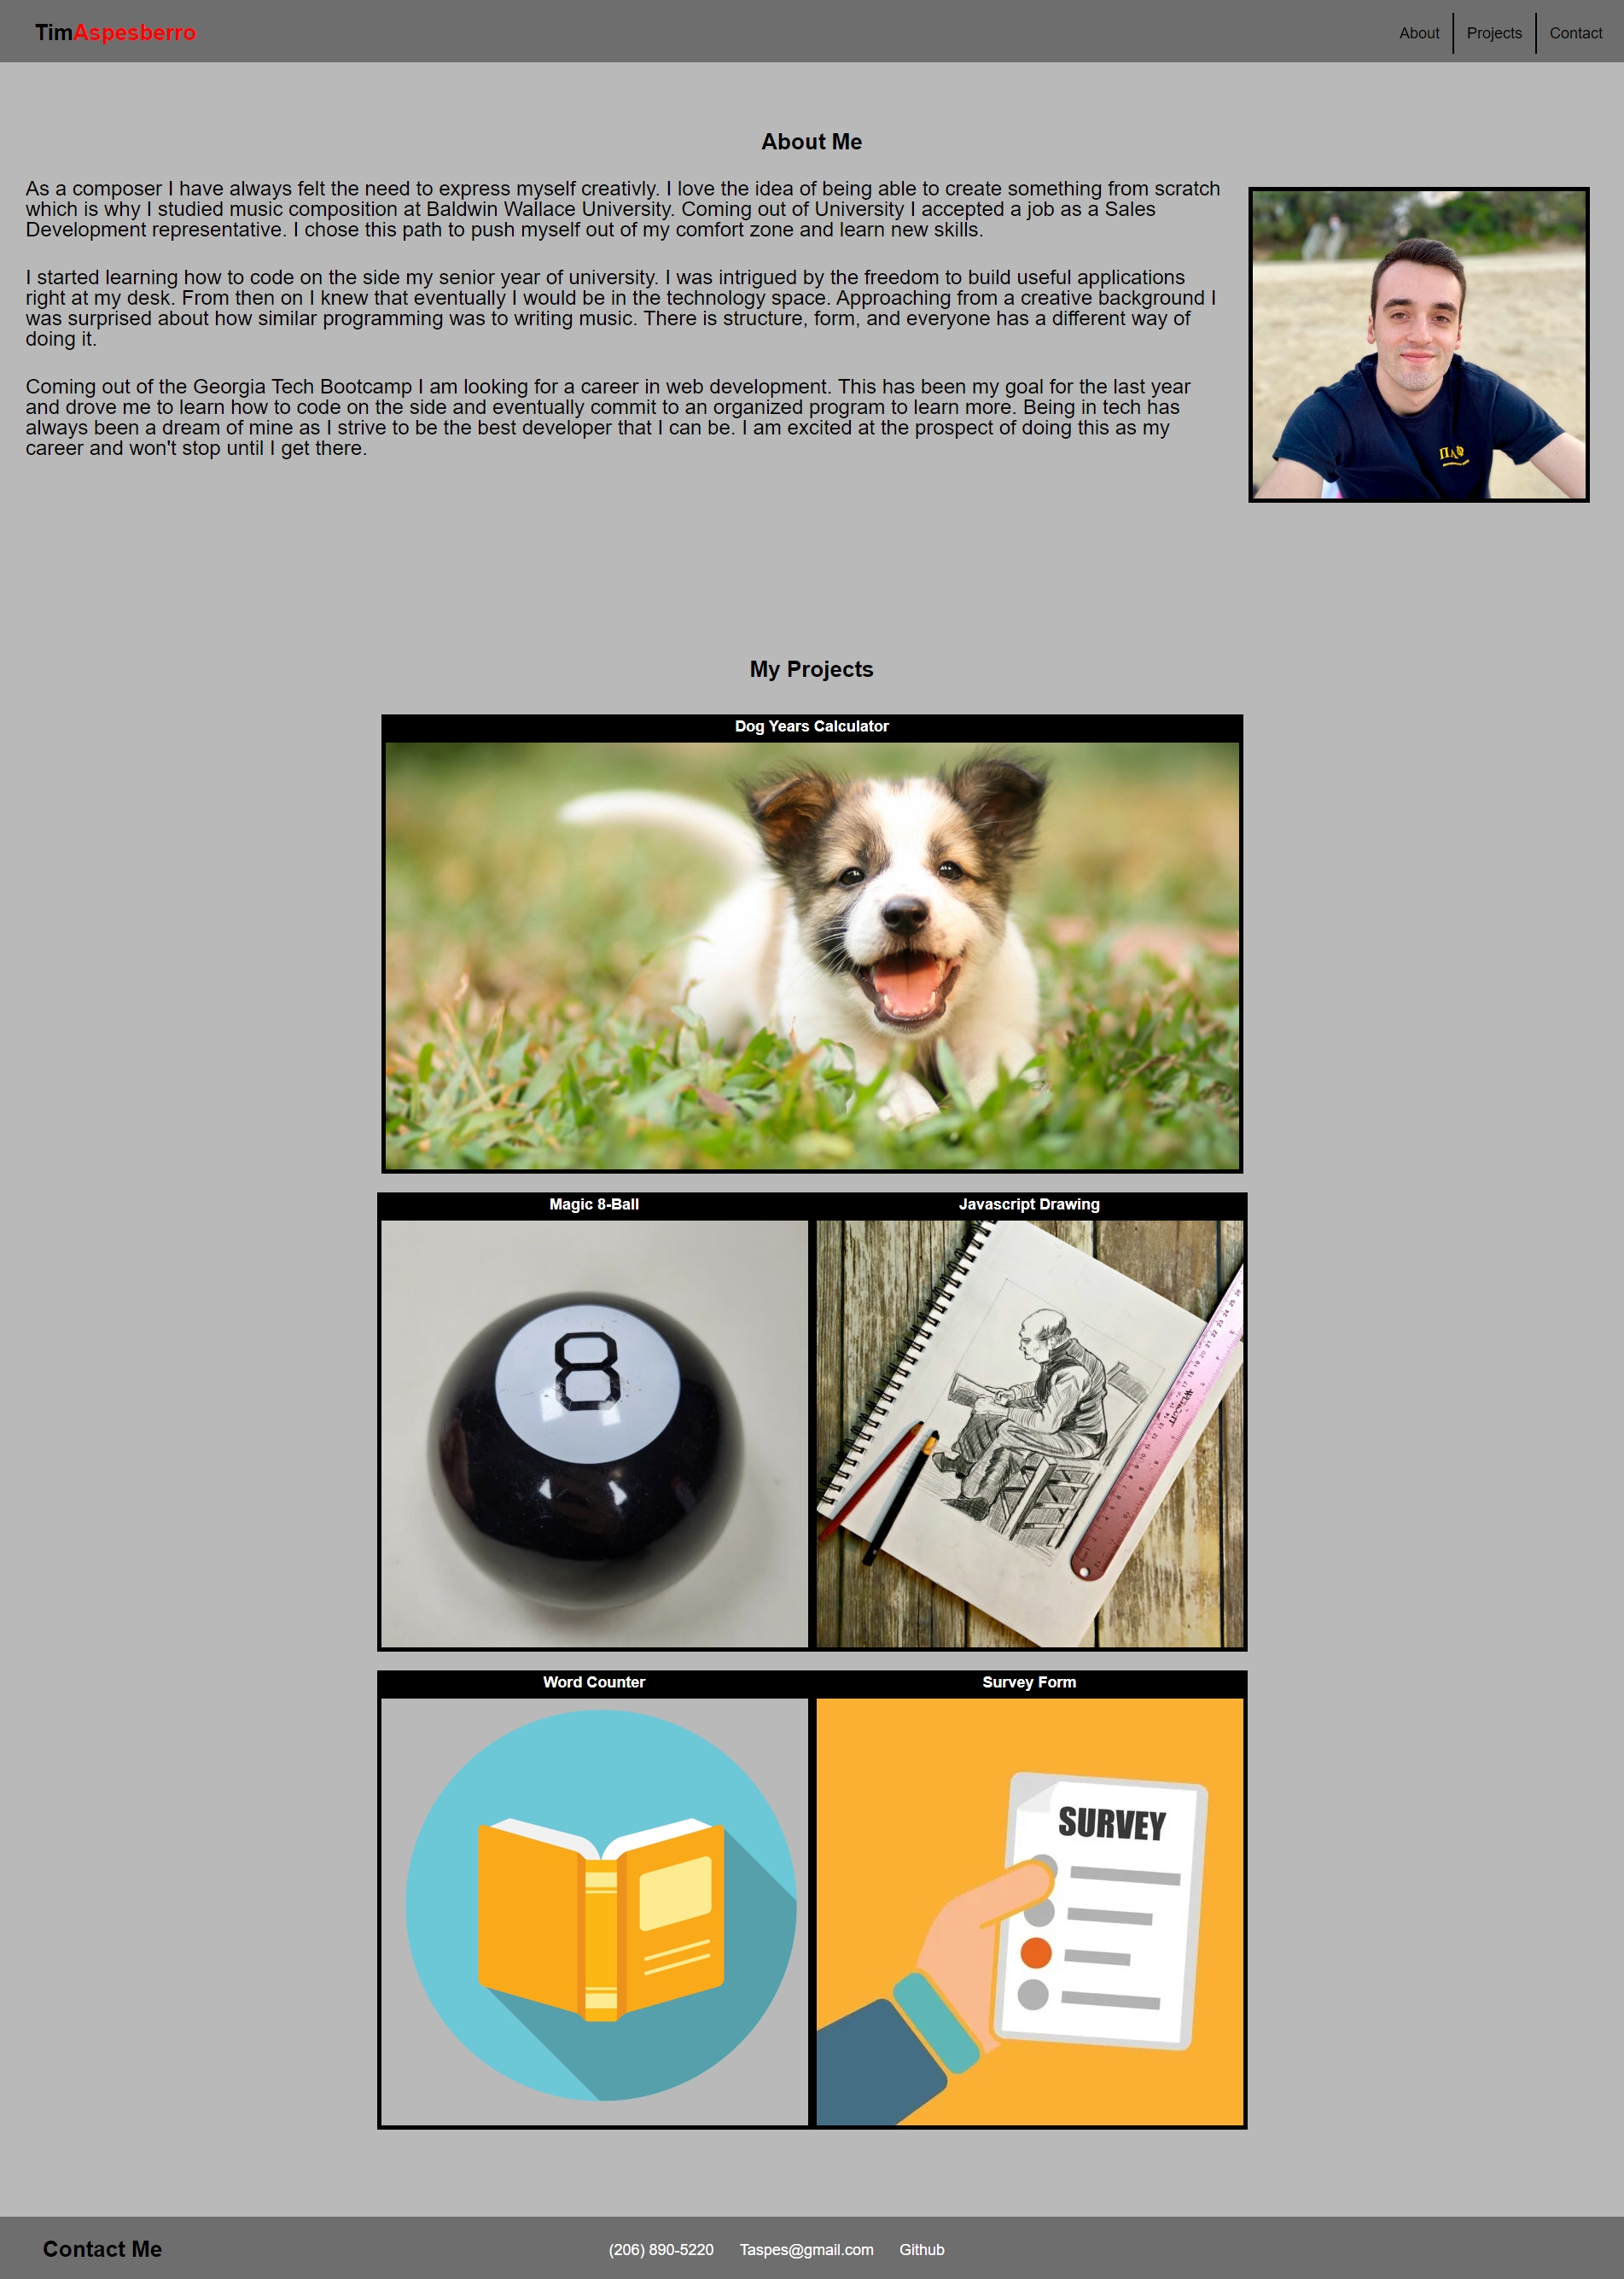 TimAspesberro
About
Projects
Contact
About Me
As a composer I have always felt the need to express myself creativly. I love the idea of being able to create something from scratch
which is why I studied music composition at Baldwin Wallace University. Coming out of University I accepted a job as a Sales
Development representative. I chose this path to push myself out of my comfort zone and learn new skills.
I started learning how to code on the side my senior year of university. I was intrigued by the freedom to build useful applications
right at my desk. From then on I knew that eventually I would be in the technology space. Approaching from a creative background I
was surprised about how similar programming was to writing music. There is structure, form, and everyone has a different way of
doing it.
Coming out of the Georgia Tech Bootcamp I am looking for a career in web development. This has been my goal for the last year
and drove me to learn how to code on the side and eventually commit to an organized program to learn more. Being in tech has
always been a dream of mine as I strive to be the best developer that I can be. I am excited at the prospect of doing this as my
career and won't stop until I get there.
ΠΛΦ
My Projects
Dog Years Calculator
Magic 8-Ball
Javascript Drawing
8
Word Counter
Survey Form
SURVEY
Contact Me
(206) 890-5220
Taspes@gmail.com
Github